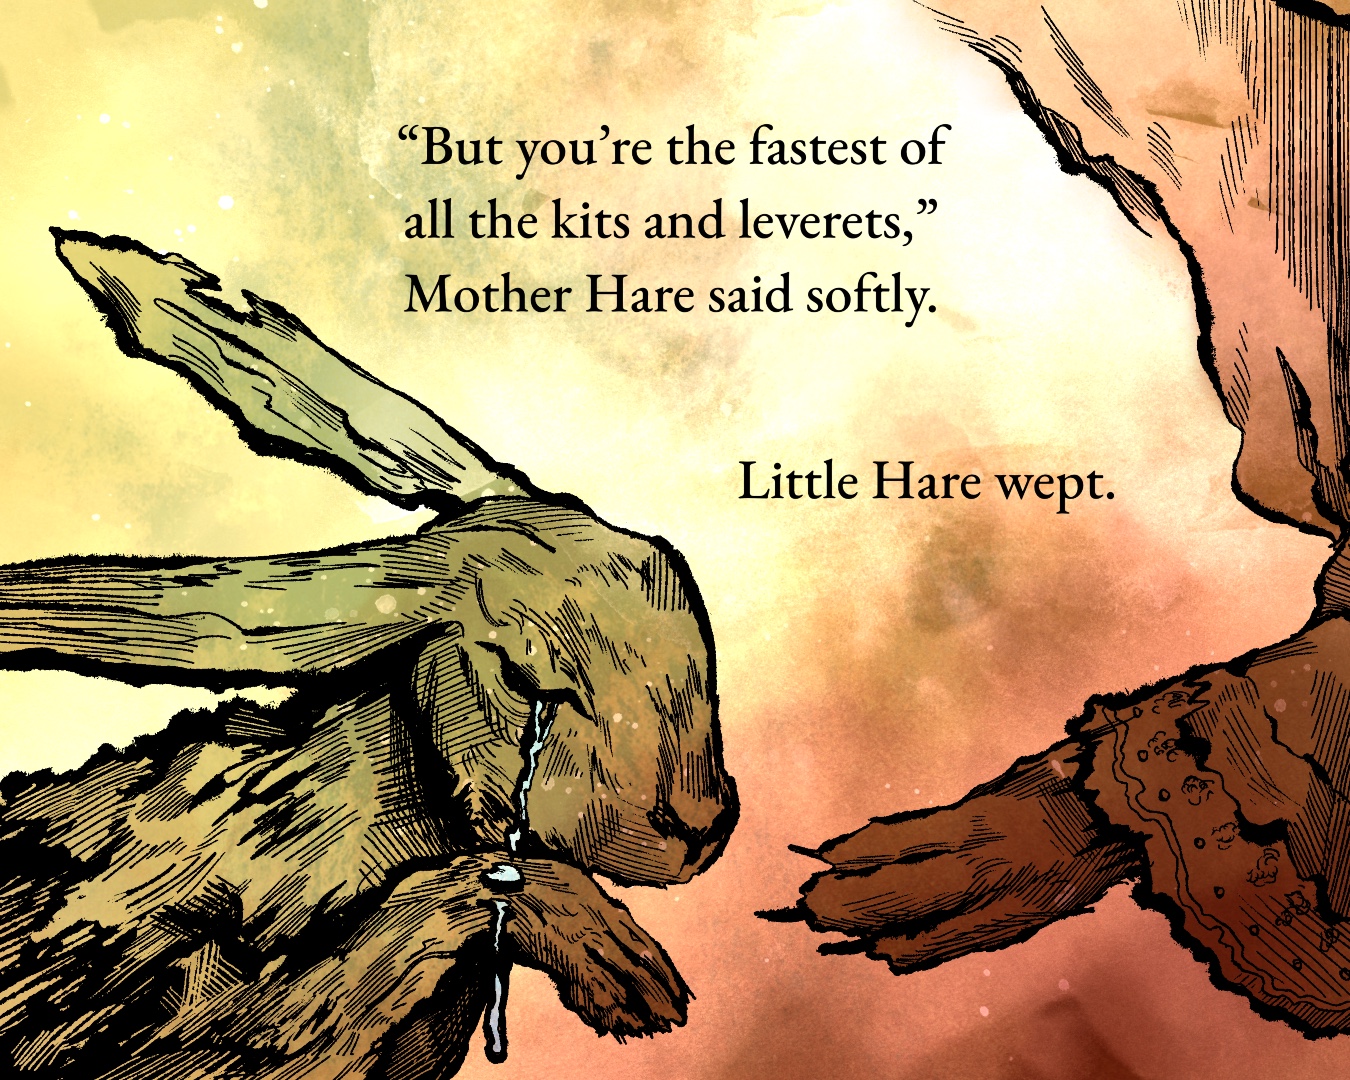 “But you’re the fastest of
all the kits and leverets,”
Mother Hare said softly.
Little Hare wept.